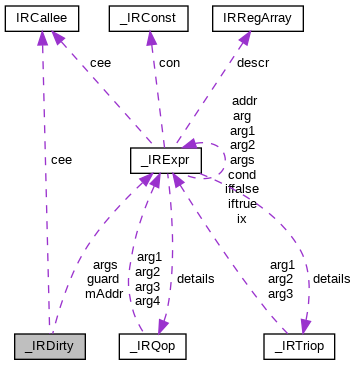 IRCallee
_IRConst
IRRegArray
cee
con
descr
addr
arg
arg1
arg2
args
cond
iffalse
iftrue
ix
_IRExpr
cee
args
guard
mAddr
arg1
arg2
arg3
arg4
details
arg1
arg2
arg3
details
_IRDirty
_IRQop
_IRTriop